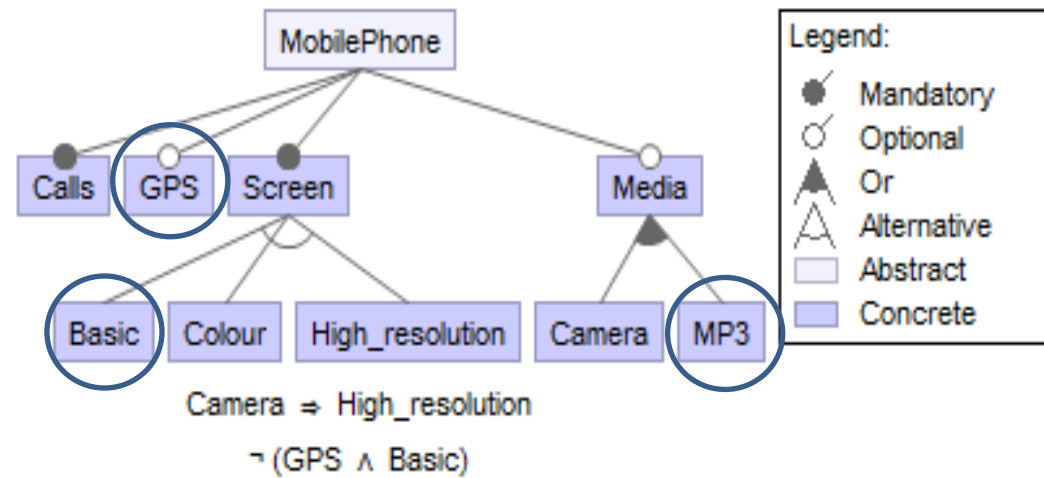 MobilePhone
Calls
GPS
Screen
Media
Basic
Colour
High_resolution
Camera
MP3
Camera ⇒ High_resolution
¬ (GPS ∧ Basic)
Legend:
Mandatory
Optional
Or
Alternative
Abstract
Concrete